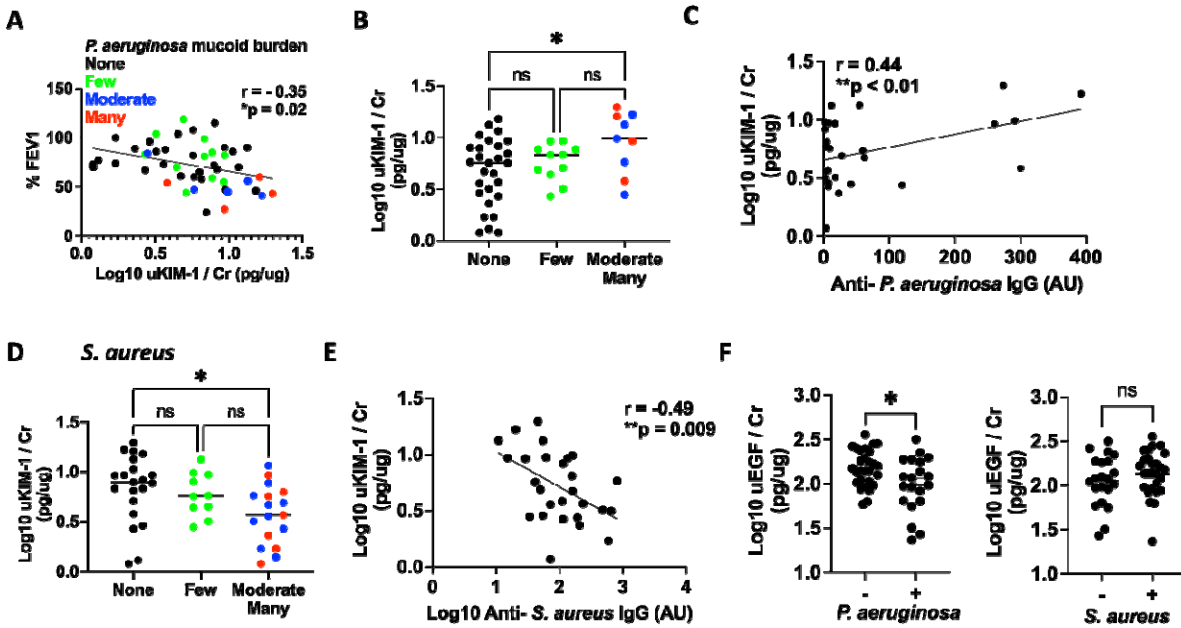 A
P. aeruginosa mucoid burden
None
Few
Moderate
Many
r = - 0.35
*p = 0.02
% FEV1
150
100
50
0
0.0 0.5 1.0 1.5
Log10 uKIM-1 / Cr (pg/ug)
B
*
ns ns
Log10 uKIM-1 / Cr
(pg/ug)
1.5
1.0
0.5
0.0
None Few Moderate
Many
C
r = 0.44
**p < 0.01
Log10 uKIM-1 / Cr
(pg/ug)
2.0
1.5
1.0
0.5
0.0
0 100 200 300 400
Anti- P. aeruginosa IgG (AU)
D
S. aureus
*
ns ns
Log10 uKIM-1 / Cr
(pg/ug)
1.5
1.0
0.5
0.0
None Few Moderate
Many
E
r = -0.49
**p = 0.009
Log10 uKIM-1 / Cr
(pg/ug)
1.5
1.0
0.5
0.0
0 1 2 3 4
Log10 Anti- S. aureus IgG (AU)
F
*
Log10 uEGF / Cr
(pg/ug)
3.0
2.5
2.0
1.5
1.0
- +
P. aeruginosa
ns
Log10 uEGF / Cr
(pg/ug)
3.0
2.5
2.0
1.5
1.0
- +
S. aureus